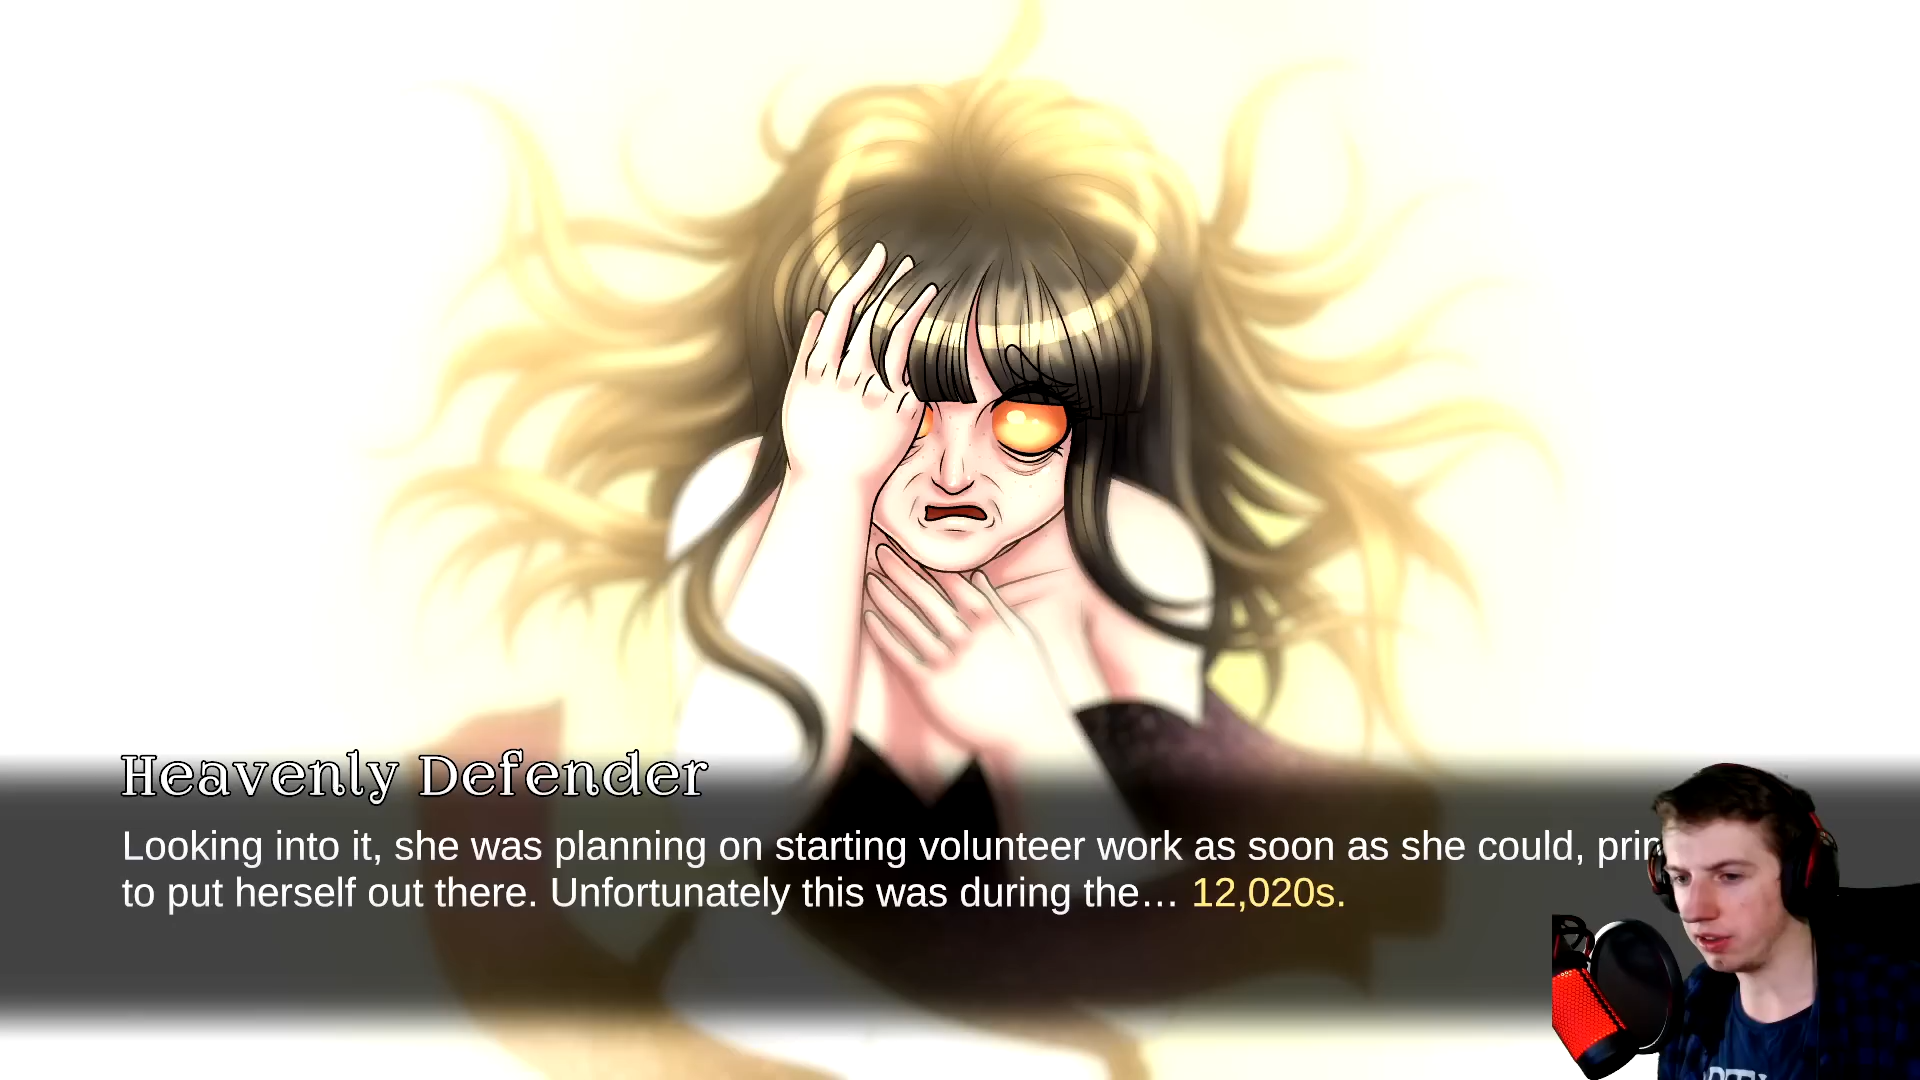 Heavenly Defender
Looking into it, she was planning on starting volunteer work as soon as she could,
to put herself out there. Unfortunately this was during the… 12,020s.